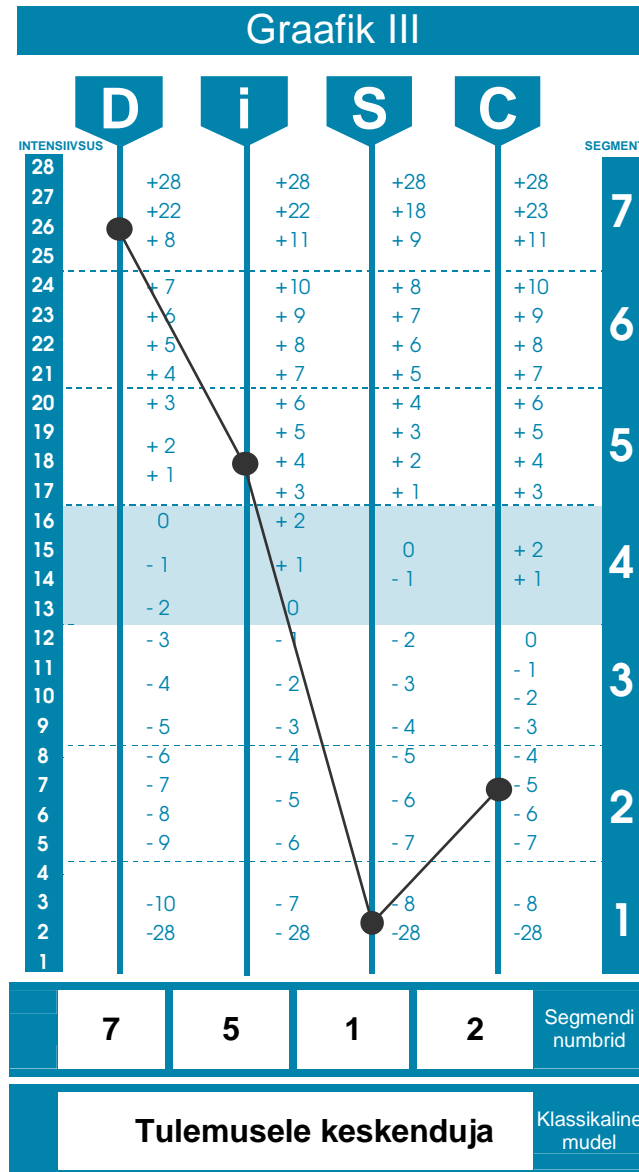 Graafik III
D i S C
INTENSIIVSUS SEGMENT
28
+28 +28 +28 +28
27
+22 +22 +18 +23 7
26
+ 8 +11 + 9 +11
25
24 + 7 +10 + 8 +10
23 + 6 + 9 + 7 + 9 6
22 + 5 + 8 + 6 + 8
21 + 4 + 7 + 5 + 7
20 + 3 + 6 + 4 + 6
19 + 5 + 3 + 5
+ 2 5
18 + 4 + 2 + 4
+ 1
17 + 3 + 1 + 3
16 0 + 2
15 0 + 2
- 1 + 1 4
14 - 1 + 1
13 - 2 0
12 - 3 - 1 - 2 0
11 - 1
- 4 - 2 - 3 3
10 - 2
9 - 5 - 3 - 4 - 3
8 - 6 - 4 - 5 - 4
7 - 7 - 5
- 5 - 6 2
6 - 8 - 6
5 - 9 - 6 - 7 - 7
4
3 -10 - 7 - 8 - 8
1
2 -28 - 28 -28 -28
1
7 5 1 2 Segmendi
numbrid
Tulemusele keskenduja Klassikaline
mudel